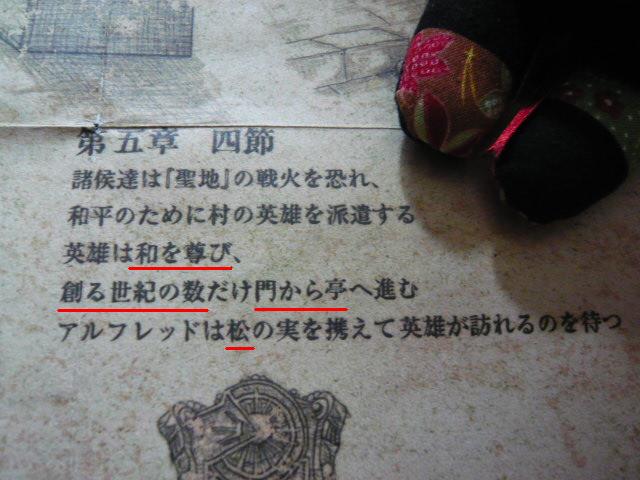 第五章 四節
諸侯達は『聖地』の戦火を恐れ、
和平のために村の英雄を派遣する
英雄は和を尊び、
創る世紀の数だけ門から亭へ進む
アルフレッドは松の実を携えて英雄が訪れるのを待つ